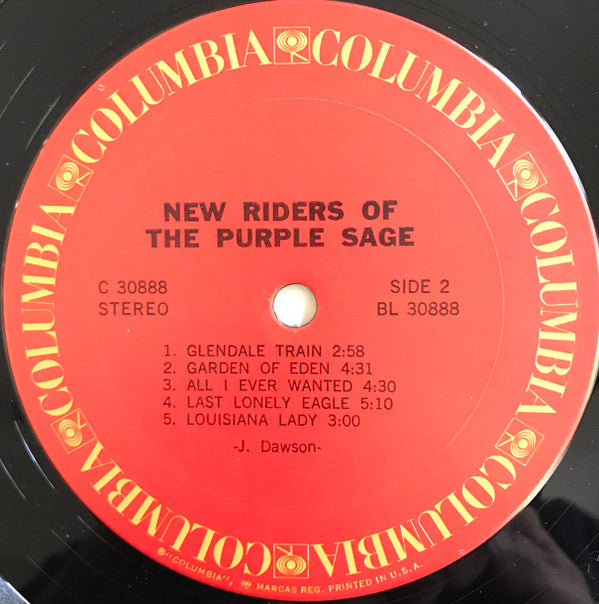 COLUMBIA COLUMBIA COLUMBIA COLUMBIA COLUMBIA COLUMBIA
NEW RIDERS OF
THE PURPLE SAGE
C 30888
STEREO
SIDE 2
BL 30888
1. GLENDALE TRAIN 2:58
2. GARDEN OF EDEN 4:31
3. ALL I EVER WANTED 4:30
4. LAST LONELY EAGLE 5:10
5. LOUISIANA LADY 3:00
-J. Dawson-
® "COLUMBIA", MARCAS REG. PRINTED IN U.S.A.